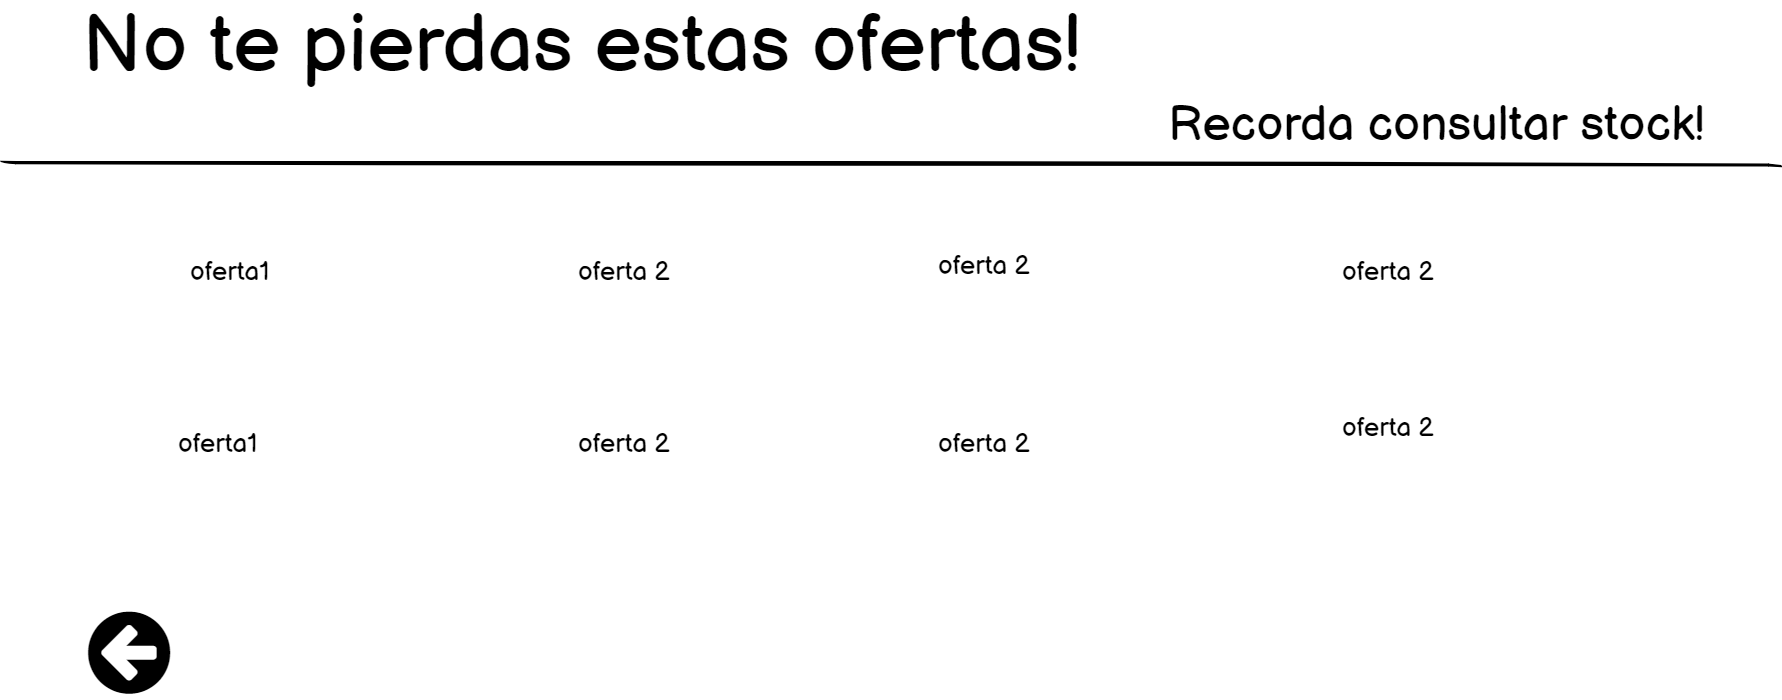 No te pierdas estas ofertas!
Recorda consultar stock!
oferta1 oferta 2 oferta 2 oferta 2
oferta1 oferta 2 oferta 2 oferta 2